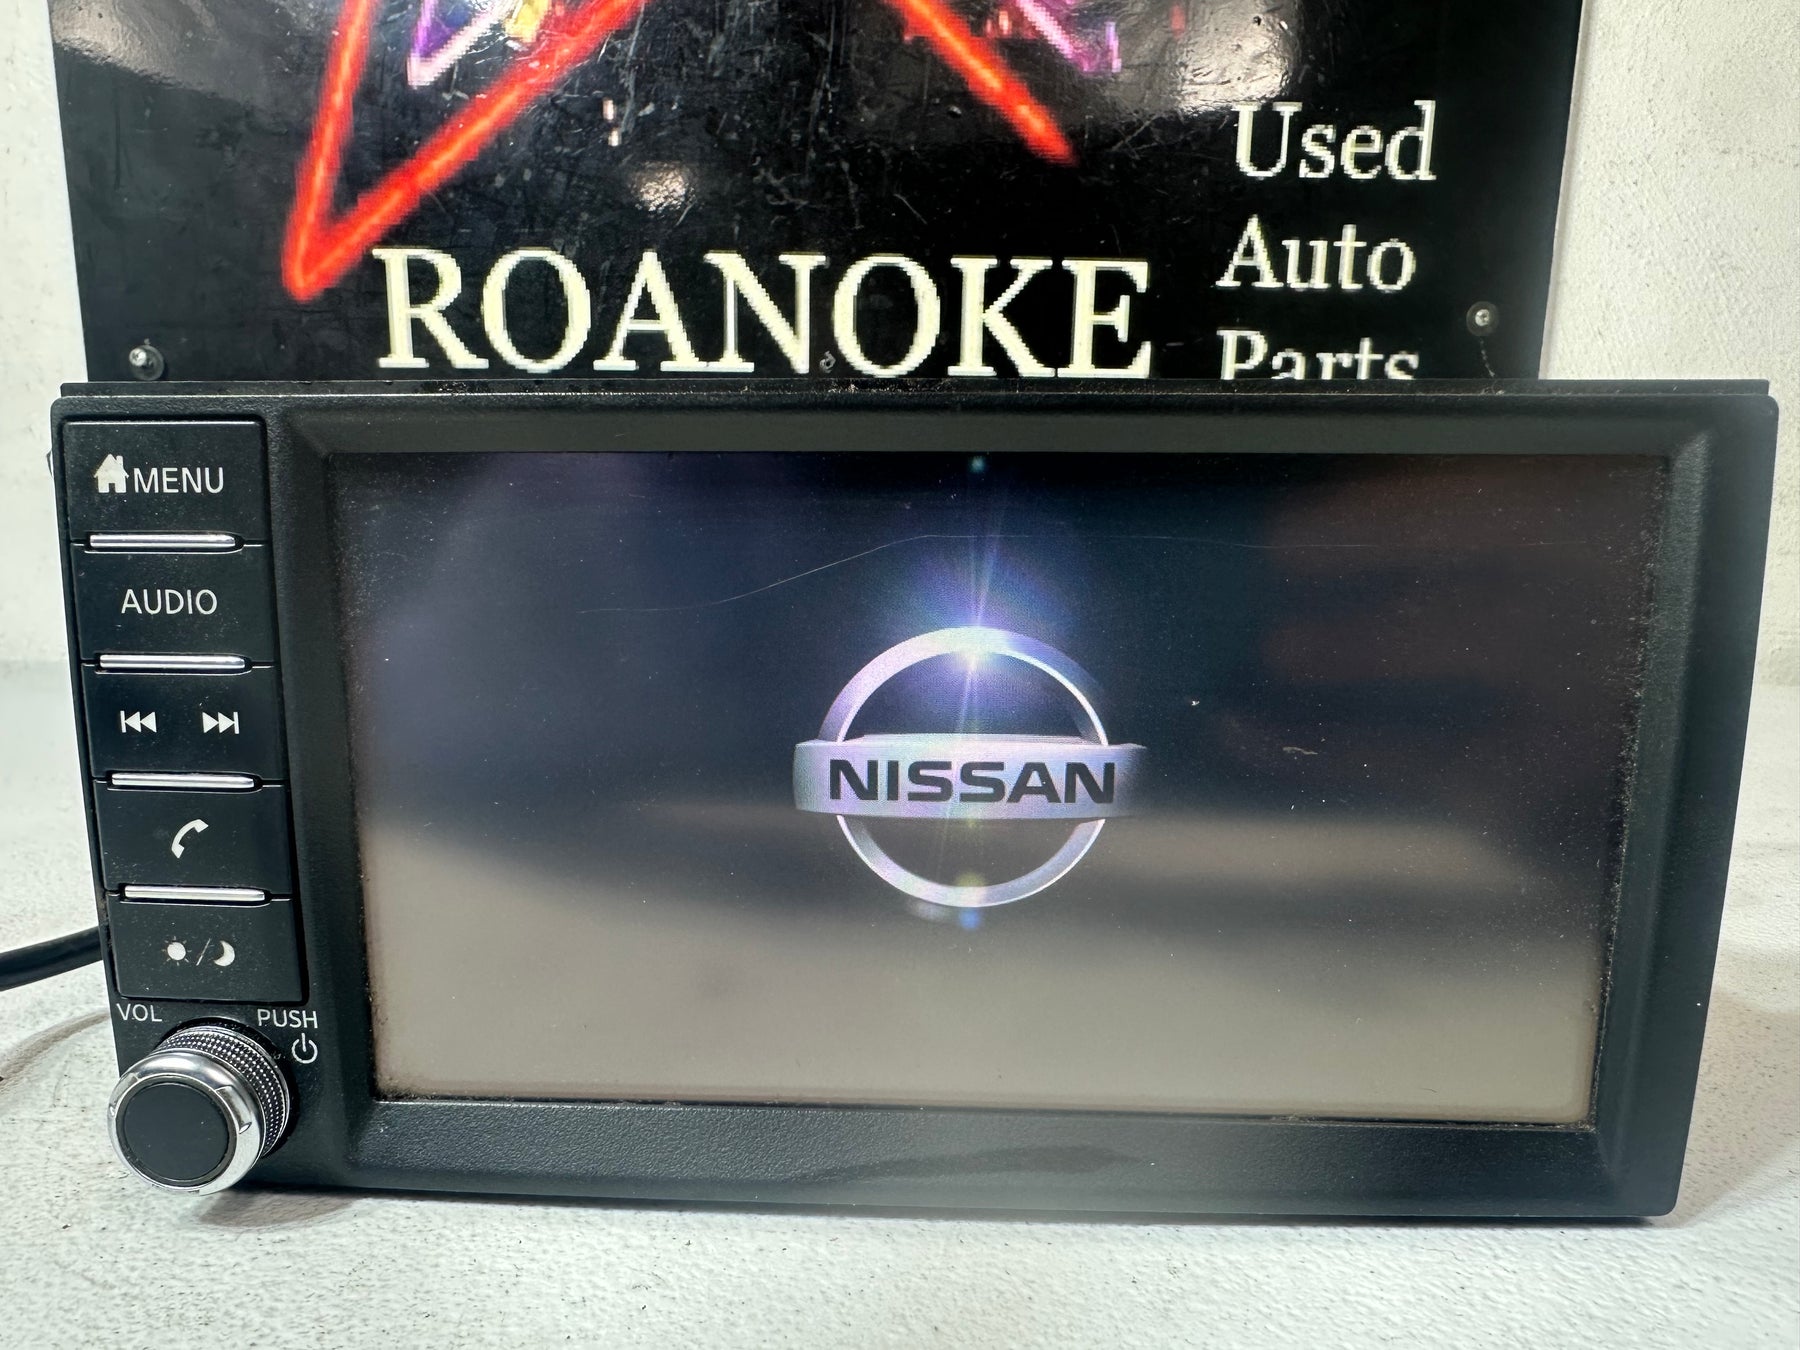 Used
Auto
Parts
ROANOKE
MENU
AUDIO
NISSAN
VOL
PUSH